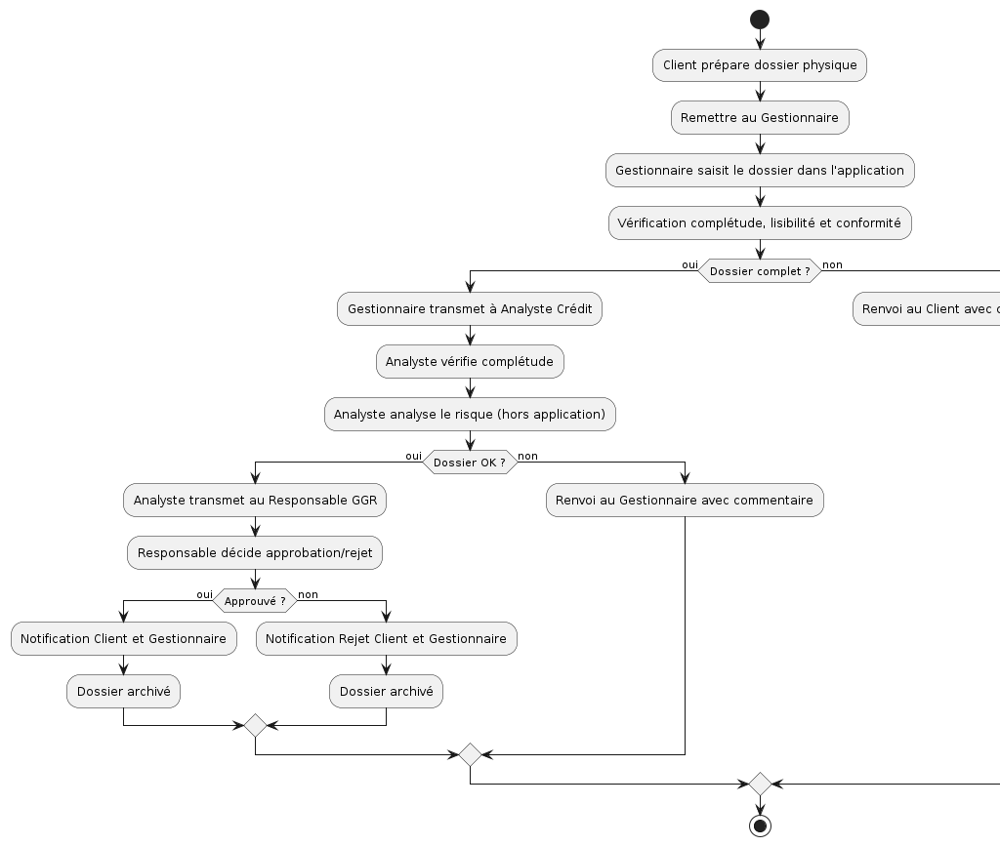 Client prépare dossier physique
Remettre au Gestionnaire
Gestionnaire saisit le dossier dans l'application
Vérification complétude, lisibilité et conformité
oui
Dossier complet ?
non
Gestionnaire transmet à Analyste Crédit
Renvoi au Client avec
Analyste vérifie complétude
Analyste analyse le risque (hors application)
oui
Dossier OK ?
non
Analyste transmet au Responsable GGR
Renvoi au Gestionnaire avec commentaire
Responsable décide approbation/rejet
oui
Approuvé ?
non
Notification Client et Gestionnaire
Notification Rejet Client et Gestionnaire
Dossier archivé
Dossier archivé